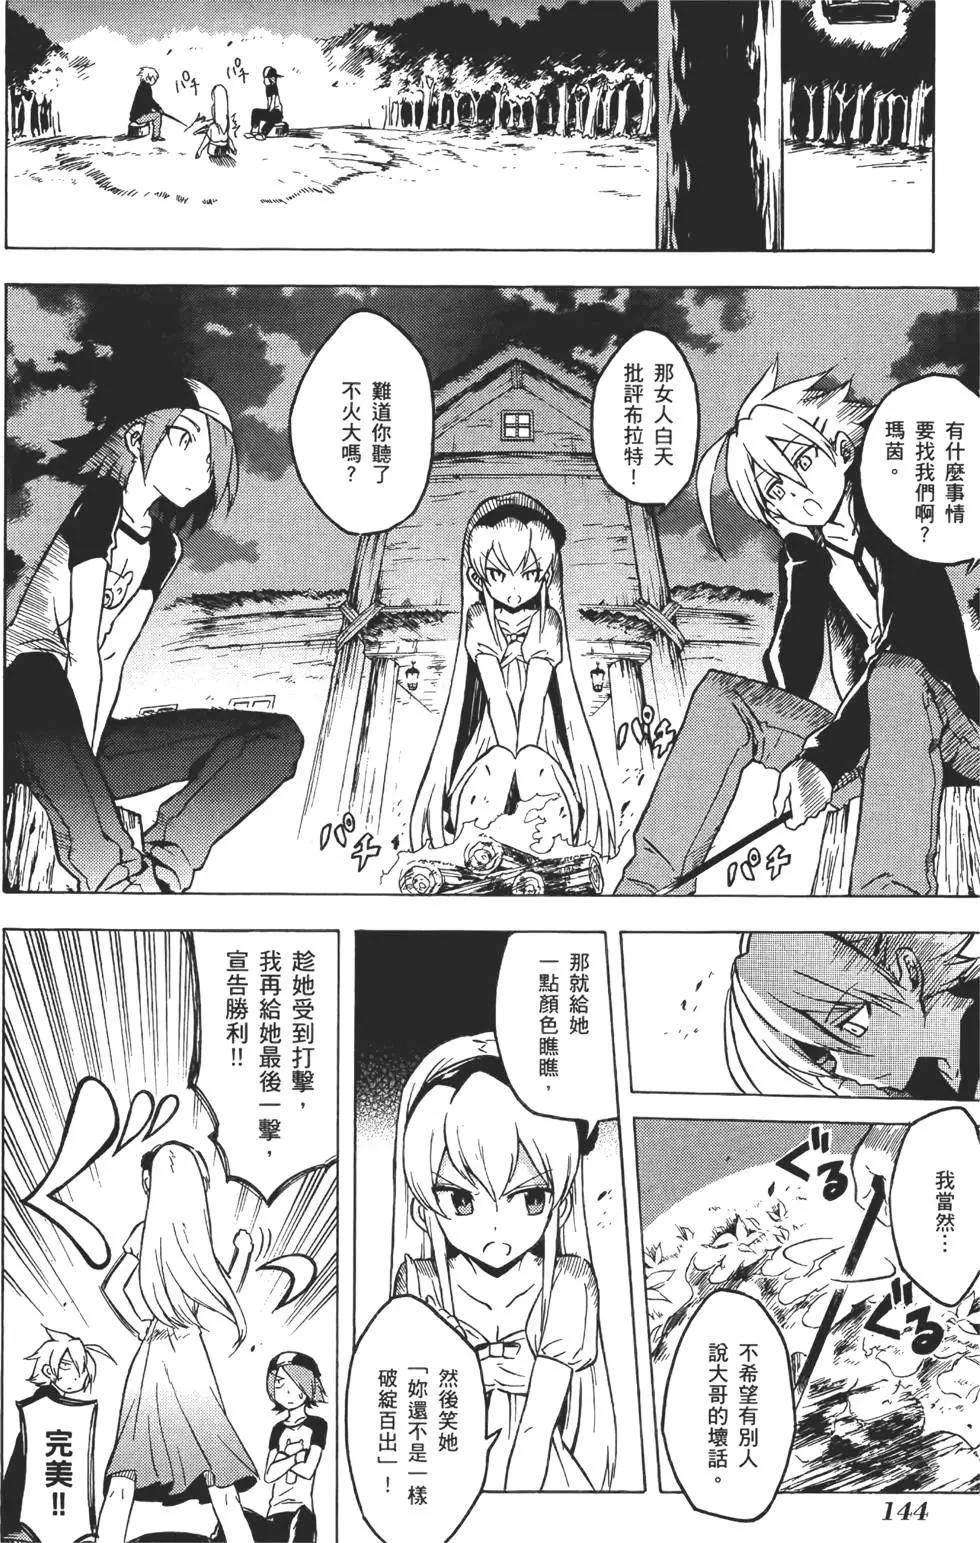 パチ
パチ
有什麼事情
要找我們啊？
瑪茵。
那女人白天
批評布拉特！
難道你聽了
不火大嗎？
パチ
パチ
パチ
我當然…
ぐる
ぐる
不希望有別人
說大哥的壞話。
那就給她
一點顏色瞧瞧，
然後笑她
「妳還不是一樣
破綻百出」！
趁她受到打擊，
我再給她最後一擊，
宣告勝利!!
完美!!
144